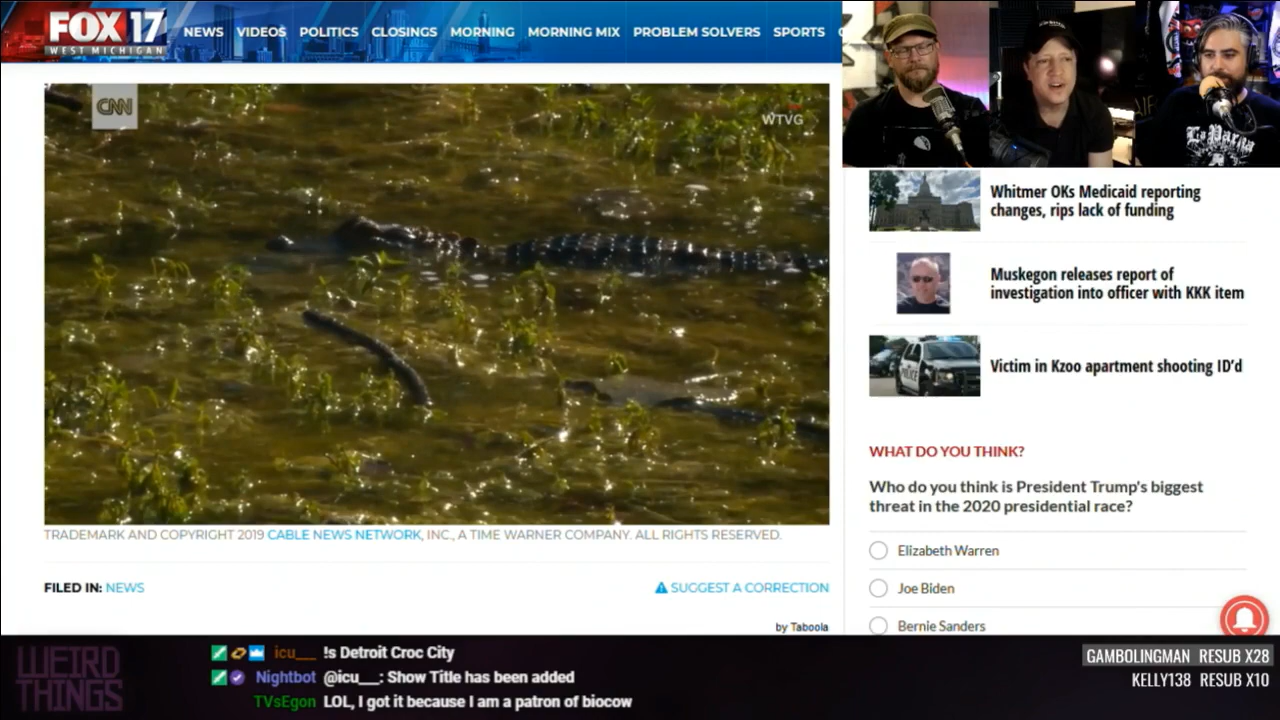 FOX 17
WEST MICHIGAN
NEWS VIDEOS POLITICS CLOSINGS MORNING MORNING MIX PROBLEM SOLVERS SPORTS
CNN
WTVG
Whitmer OKs Medicaid reporting
changes, rips lack of funding
Muskegon releases report of
investigation into officer with KKK item
Victim in Kzoo apartment shooting ID'd
WHAT DO YOU THINK?
Who do you think is President Trump's biggest
threat in the 2020 presidential race?
Elizabeth Warren
Joe Biden
Bernie Sanders
TRADEMARK AND COPYRIGHT 2019 CABLE NEWS NETWORK, INC., A TIME WARNER COMPANY. ALL RIGHTS RESERVED.
FILED IN: NEWS
SUGGEST A CORRECTION
by Taboola
WEIRD
THINGS
icu___ !s Detroit Croc City
Nightbot @icu___: Show Title has been added
TVsEgon LOL, I got it because I am a patron of biocow
GAMBOLINGMAN RESUB X28
KELLY138 RESUB X10